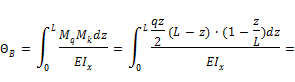 Θ_B = ∫_0^L M_q M_k dz / EI_x = ∫_0^L qz/2 (L − z) · (1 − z/L)dz / EI_x =